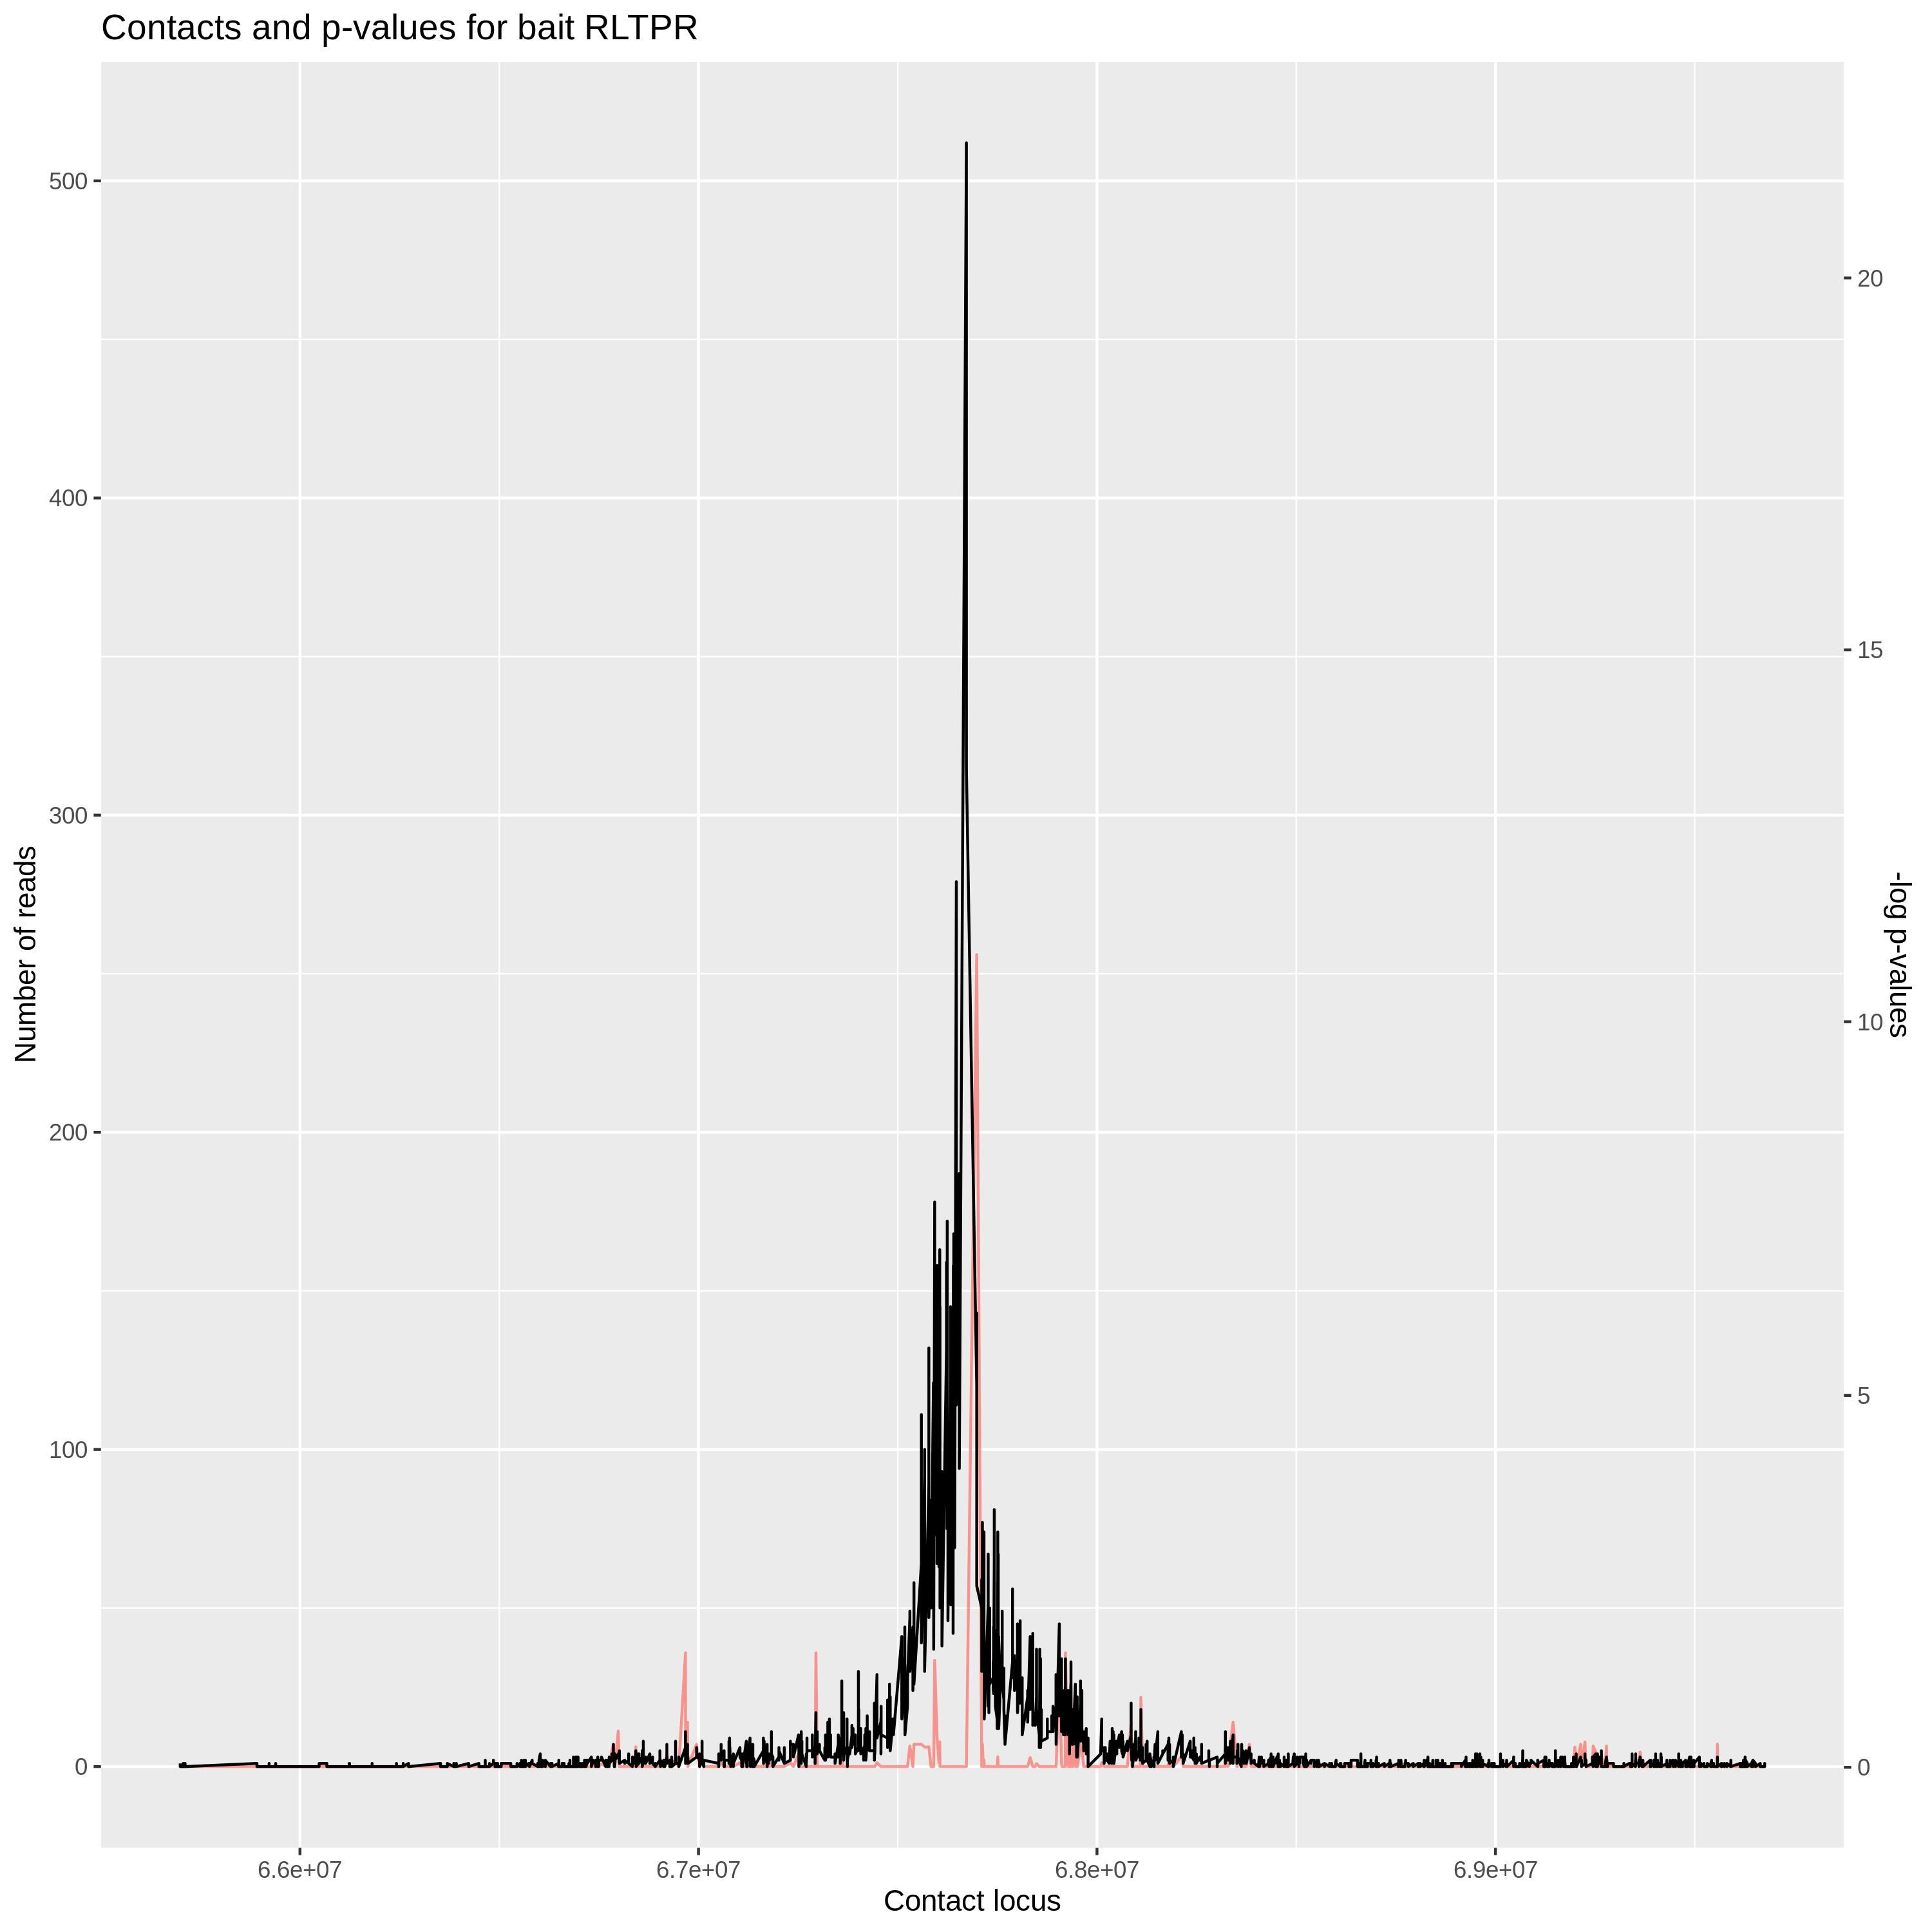 Contacts and p-values for bait RLTPR
500
400
300
200
100
0
Number of reads
20
15
10
5
0
-log p-values
6.6e+07 6.7e+07 6.8e+07 6.9e+07
Contact locus